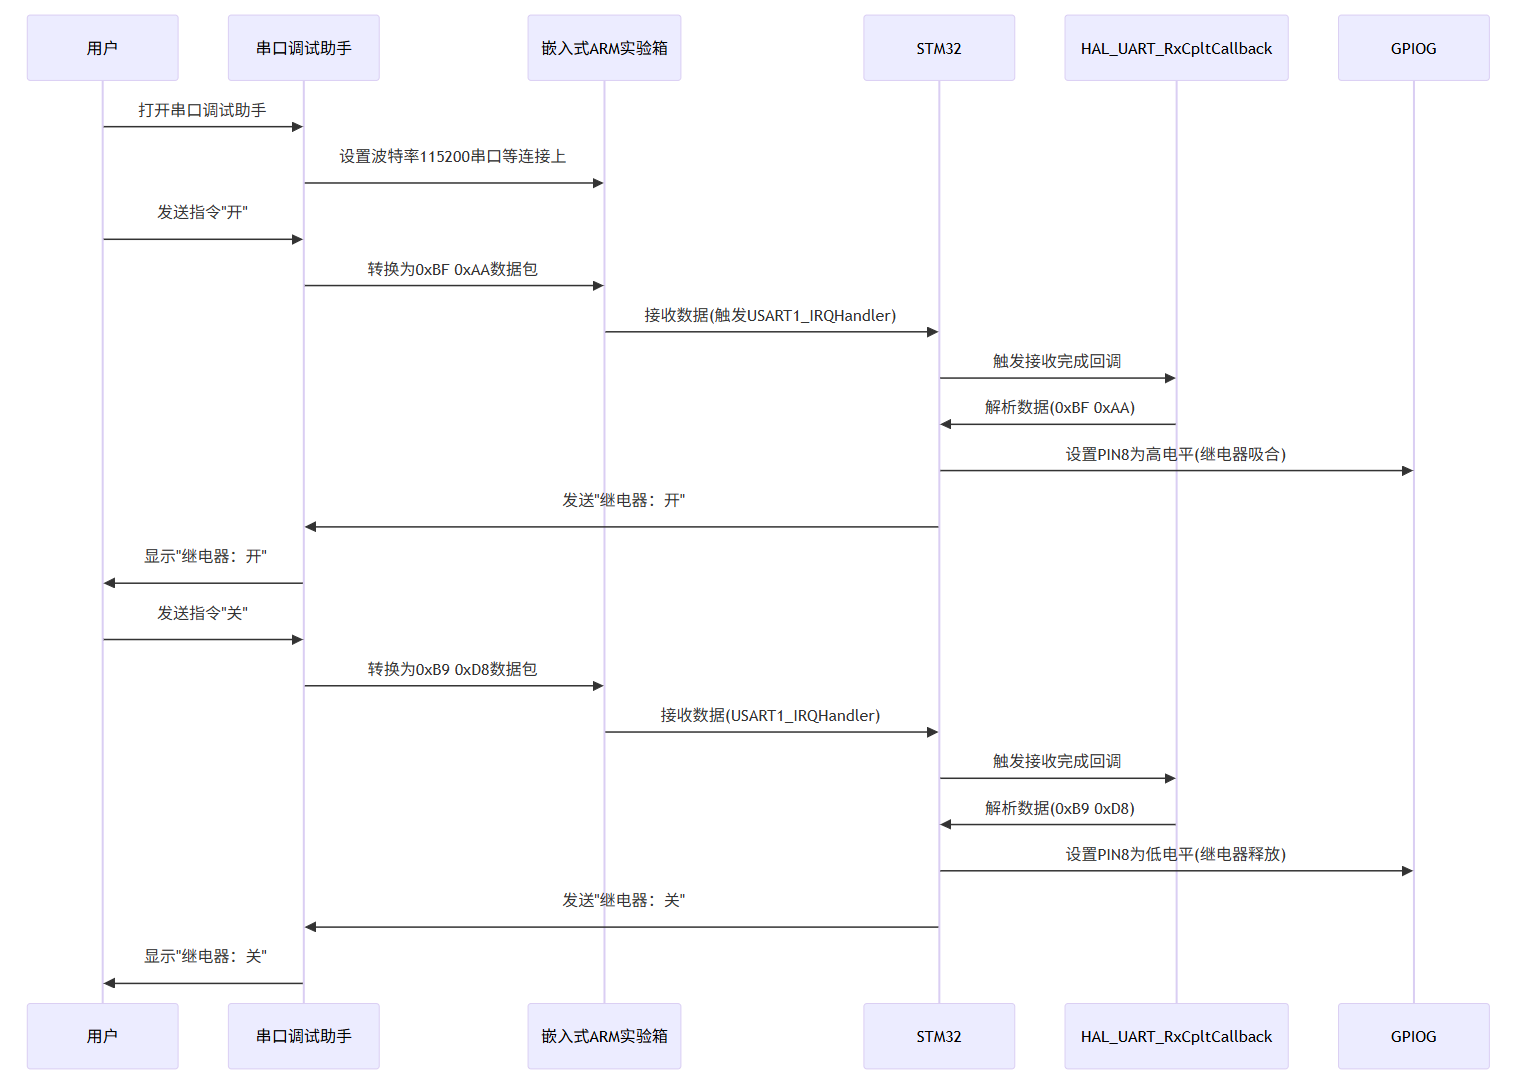 用户
串口调试助手
嵌入式ARM实验箱
STM32
HAL_UART_RxCpltCallback
GPIOG
打开串口调试助手
设置波特率115200串口等连接上
发送指令"开"
转换为0xBF 0xAA数据包
接收数据(触发USART1_IRQHandler)
触发接收完成回调
解析数据(0xBF 0xAA)
设置PIN8为高电平(继电器吸合)
发送"继电器：开"
显示"继电器：开"
发送指令"关"
转换为0xB9 0xD8数据包
接收数据(USART1_IRQHandler)
触发接收完成回调
解析数据(0xB9 0xD8)
设置PIN8为低电平(继电器释放)
发送"继电器：关"
显示"继电器：关"
用户
串口调试助手
嵌入式ARM实验箱
STM32
HAL_UART_RxCpltCallback
GPIOG